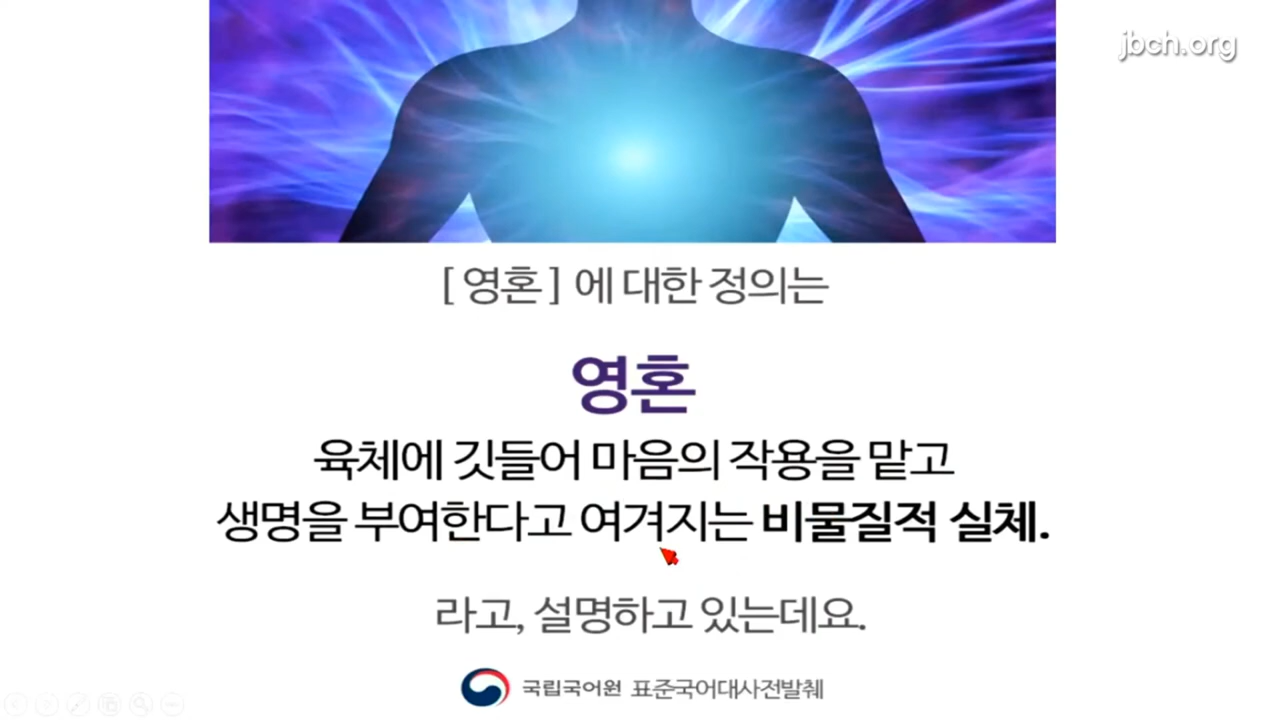 jbch.org
[ 영혼 ] 에 대한 정의는
영혼
육체에 깃들어 마음의 작용을 맡고
생명을 부여한다고 여겨지는 비물질적 실체.
라고, 설명하고 있는데요.
국립국어원 표준국어대사전발췌